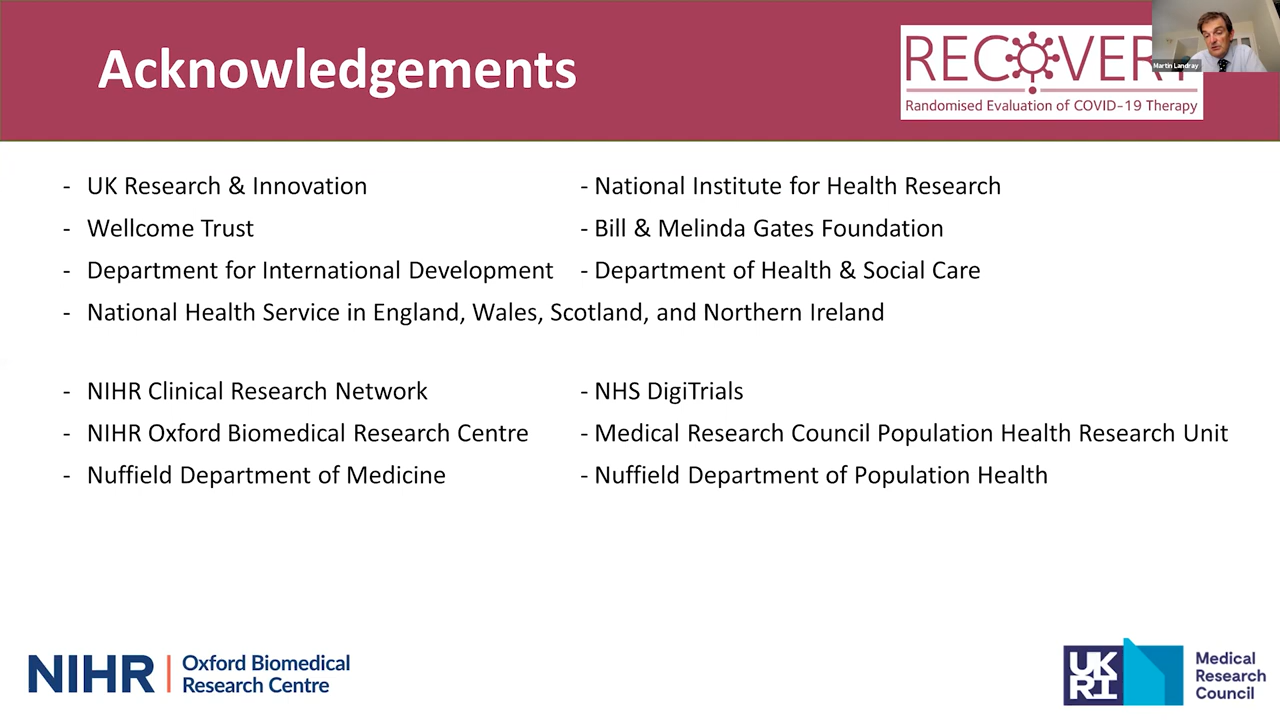 Acknowledgements
RECOVERY
Randomised Evaluation of COVID-19 Therapy
Martin Landray
- UK Research & Innovation
- National Institute for Health Research
- Wellcome Trust
- Bill & Melinda Gates Foundation
- Department for International Development
- Department of Health & Social Care
- National Health Service in England, Wales, Scotland, and Northern Ireland
- NIHR Clinical Research Network
- NHS DigiTrials
- NIHR Oxford Biomedical Research Centre
- Medical Research Council Population Health Research Unit
- Nuffield Department of Medicine
- Nuffield Department of Population Health
NIHR | Oxford Biomedical
Research Centre
UK
RI
Medical
Research
Council